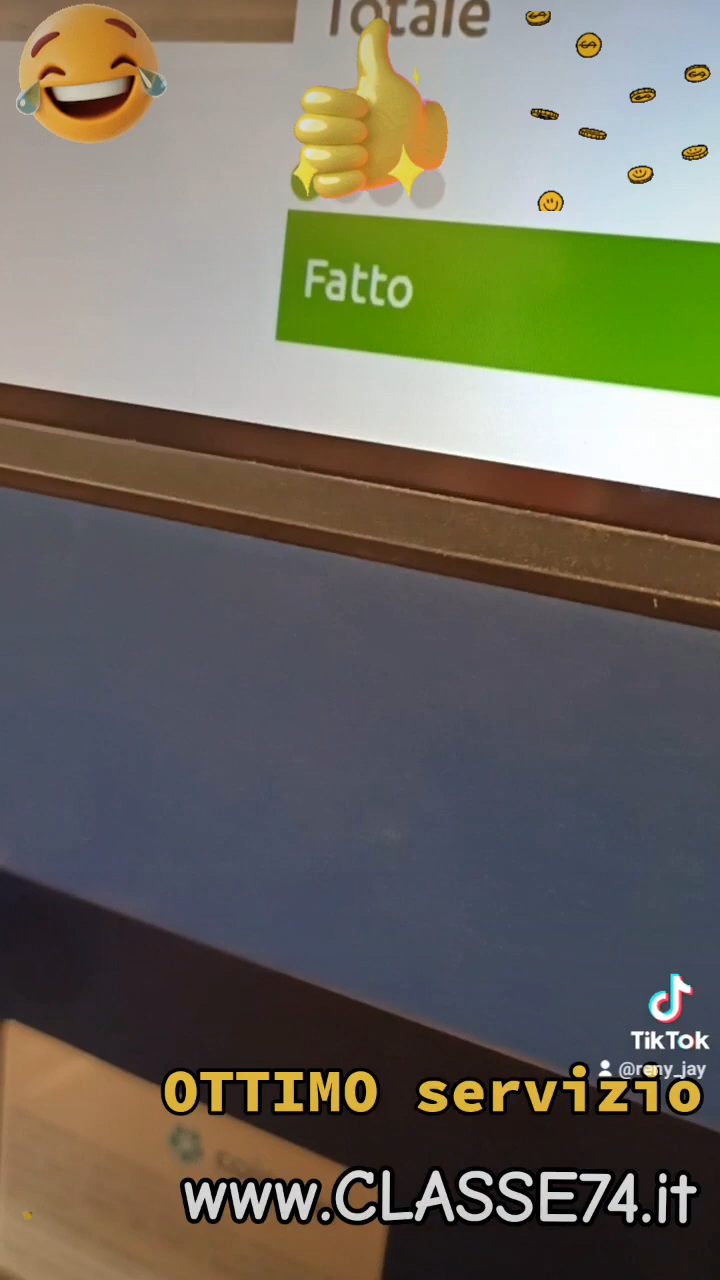 Totale
Fatto
TikTok
@reny_jay
OTTIMO servizio
www.CLASSE74.it